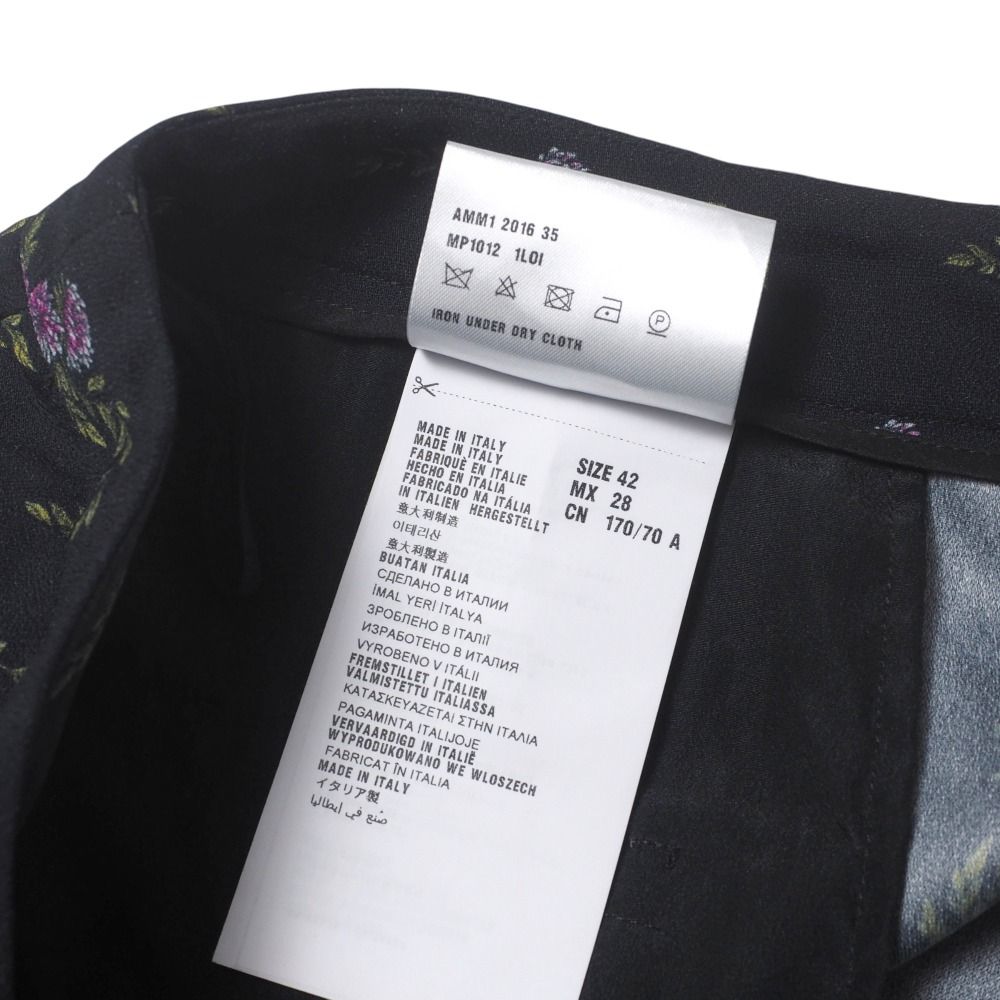 AMM1 2016 35
MP1012 1LOI
P
IRON UNDER DRY CLOTH
MADE IN ITALY
MADE IN ITALY
FABRIQUÈ EN ITALIE
HECHO EN ITALIA
FABRICADO NA ITÁLIA
IN ITALIEN HERGESTELLT
意大利制造
이태리산
意大利製造
BUATAN ITALIA
СДЕЛАНО В ИТАЛИИ
İMAL YERİ İTALYA
ЗРОБЛЕНО В ІТАЛІЇ
ИЗРАБОТЕНО В ИТАЛИЯ
VYROBENO V ITÁLII
FREMSTILLET I ITALIEN
VALMISTETTU ITALIASSA
ΚΑΤΑΣΚΕΥΑΖΕΤΑΙ ΣΤΗΝ ΙΤΑΛΙΑ
PAGAMINTA ITALIJOJE
VERVAARDIGD IN ITALIË
WYPRODUKOWANO WE WLOSZECH
FABRICAT ÎN ITALIA
MADE IN ITALY
イタリア製
صُنع في إيطاليا
SIZE 42
MX 28
CN 170/70 A